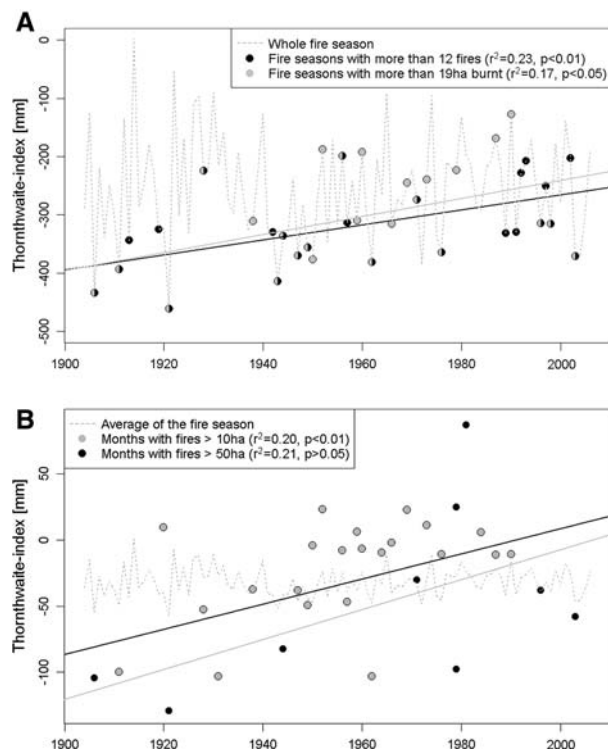 A
Whole fire season
Fire seasons with more than 12 fires (r²=0.23, p<0.01)
Fire seasons with more than 19ha burnt (r²=0.17, p<0.05)
Thornthwaite-index [mm]
0
-100
-200
-300
-400
-500
1900 1920 1940 1960 1980 2000
B
Average of the fire season
Months with fires > 10ha (r²=0.20, p<0.01)
Months with fires > 50ha (r²=0.21, p>0.05)
Thornthwaite-index [mm]
50
0
-50
-100
1900 1920 1940 1960 1980 2000